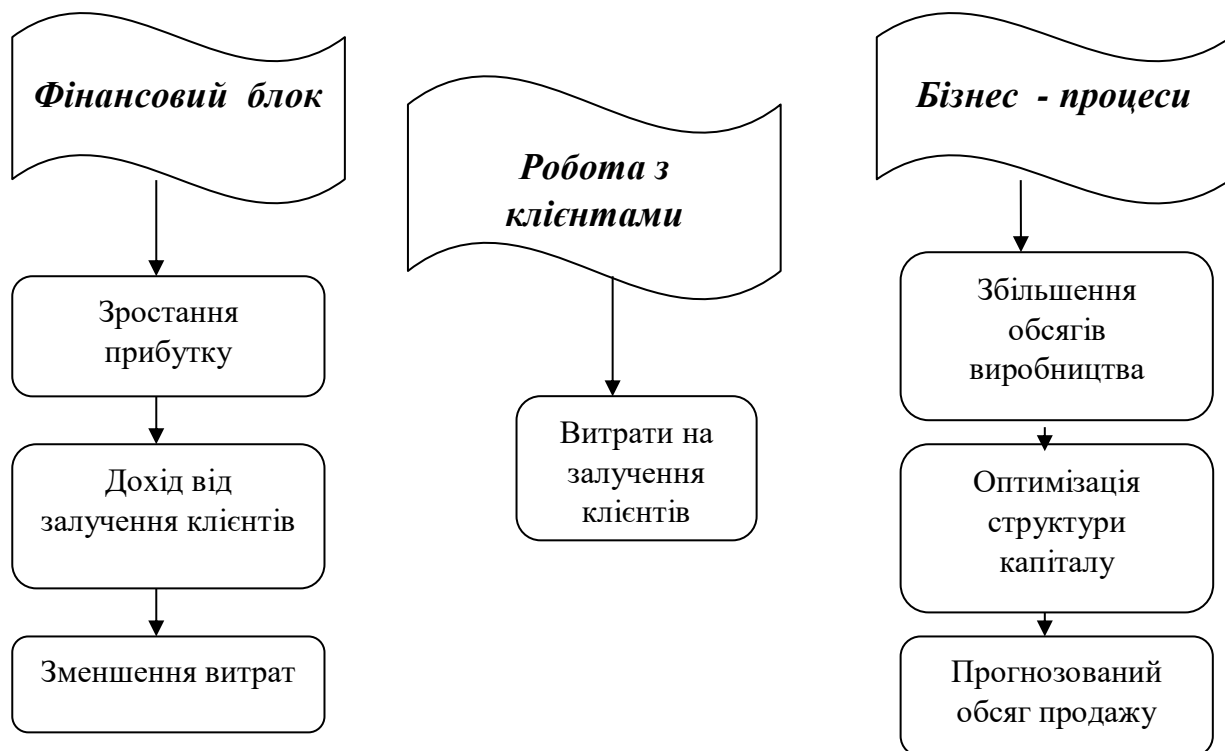 Фінансовий блок
Зростання
прибутку
Дохід від
залучення клієнтів
Зменшення витрат
Робота з
клієнтами
Витрати на
залучення
клієнтів
Бізнес - процеси
Збільшення
обсягів
виробництва
Оптимізація
структури
капіталу
Прогнозований
обсяг продажу